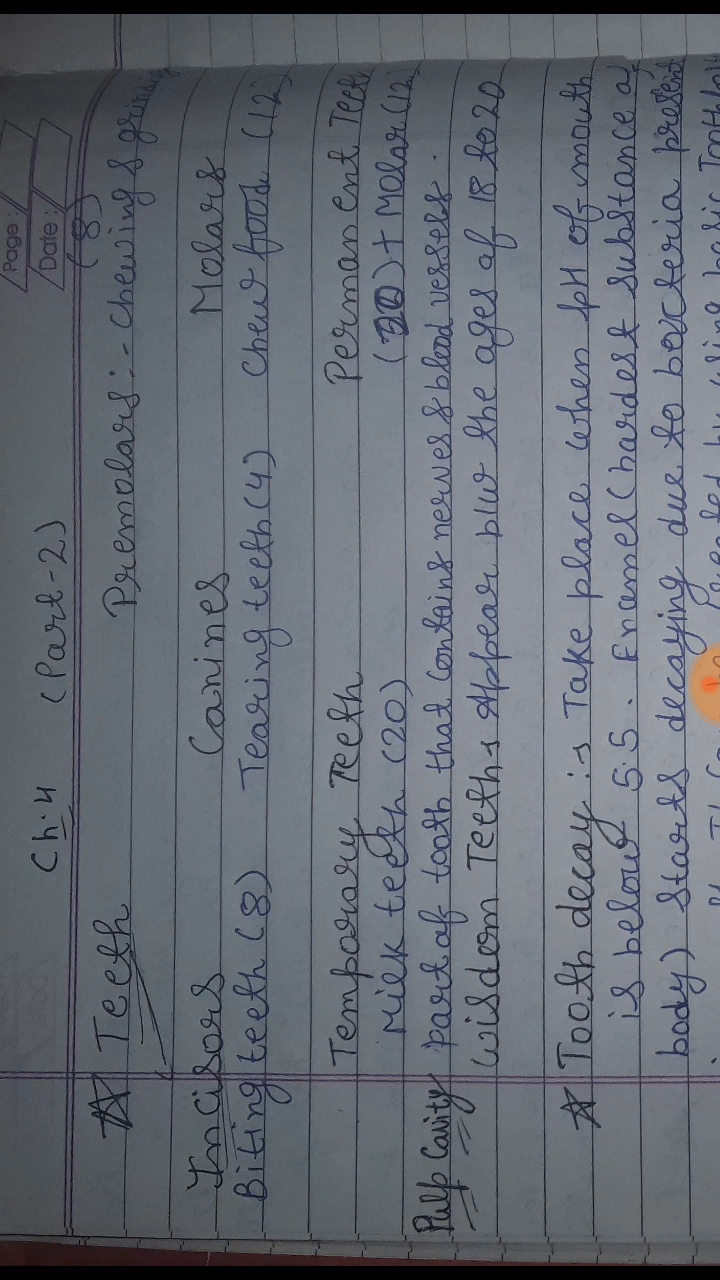 Page:
Date:
Ch.4 (Part-2)
Teeth Premolars :- Chewing & (8)
Incisors Canines Molars
Biting teeth (8) Tearing teeth (4) Chew food (12)
Temporary Teeth Permanent Teeth
Milk teeth (20) + Molar (12)
Pulp Cavity part of tooth that contains nerves & blood vessels.
Wisdom Teeth :- Appear b/w the ages of 18 to 20
Tooth decay :- Take place when pH of mouth
is below 5.5. Enamel (hardest substance of
body) starts decaying due to bacteria present